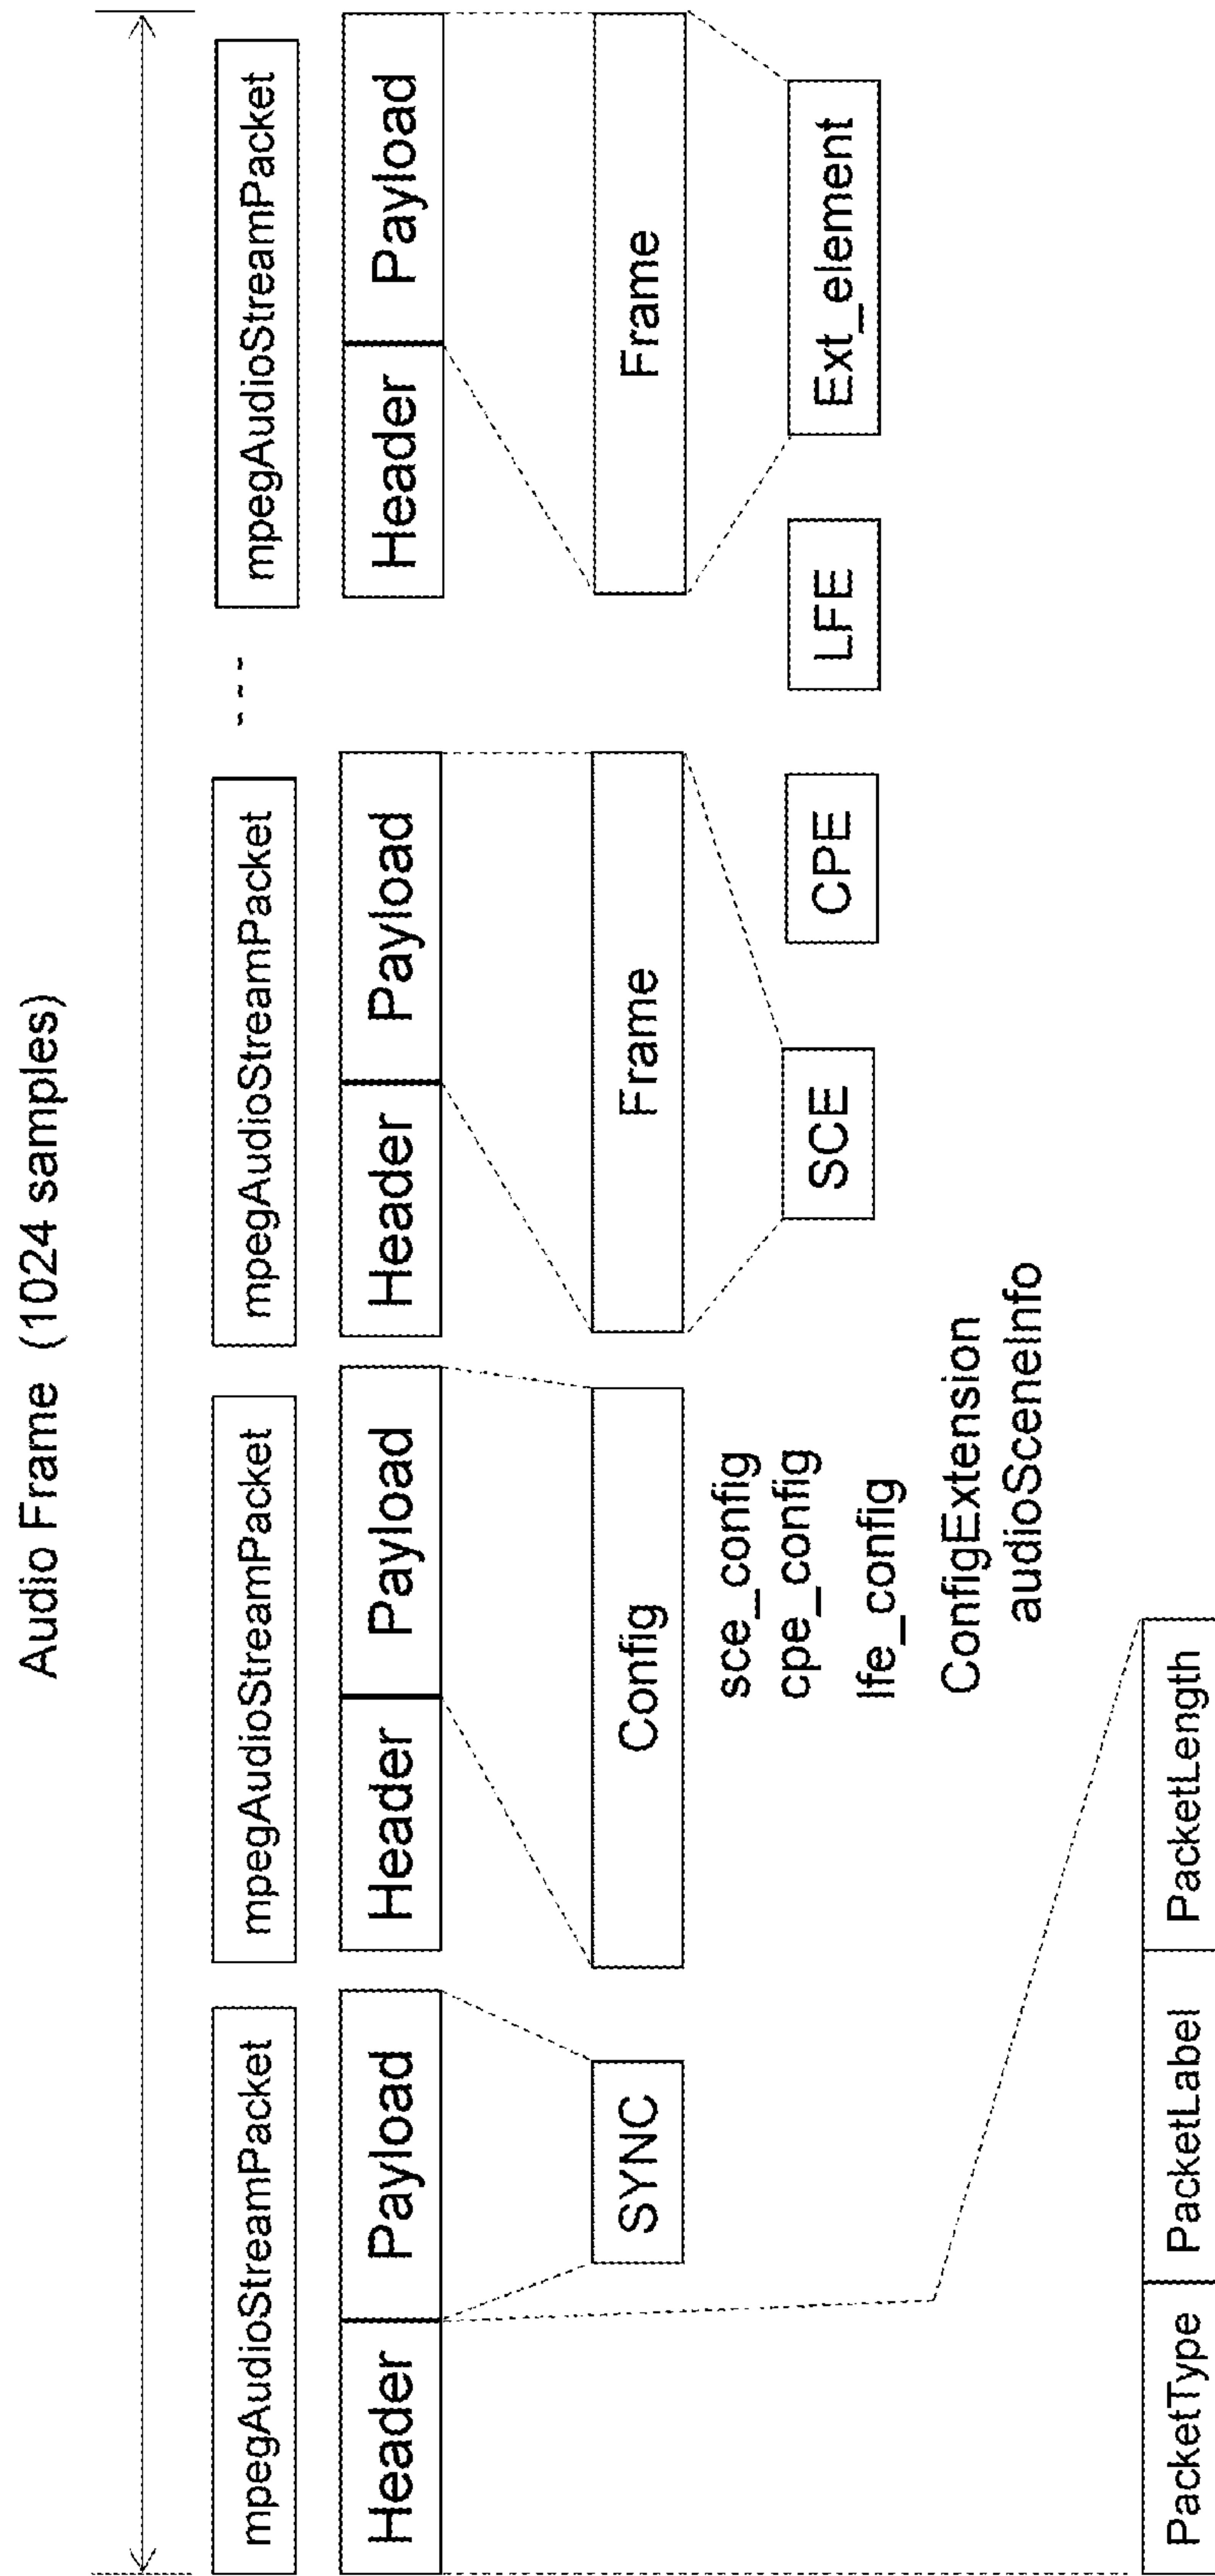 Audio Frame (1024 samples)
mpegAudioStreamPacket mpegAudioStreamPacket mpegAudioStreamPacket - - - mpegAudioStreamPacket
Header Payload Header Payload Header Payload Header Payload
SYNC Config Frame Frame
sce_config
cpe_config
lfe_config
ConfigExtension
audioSceneInfo
SCE CPE LFE Ext_element
PacketType PacketLabel PacketLength